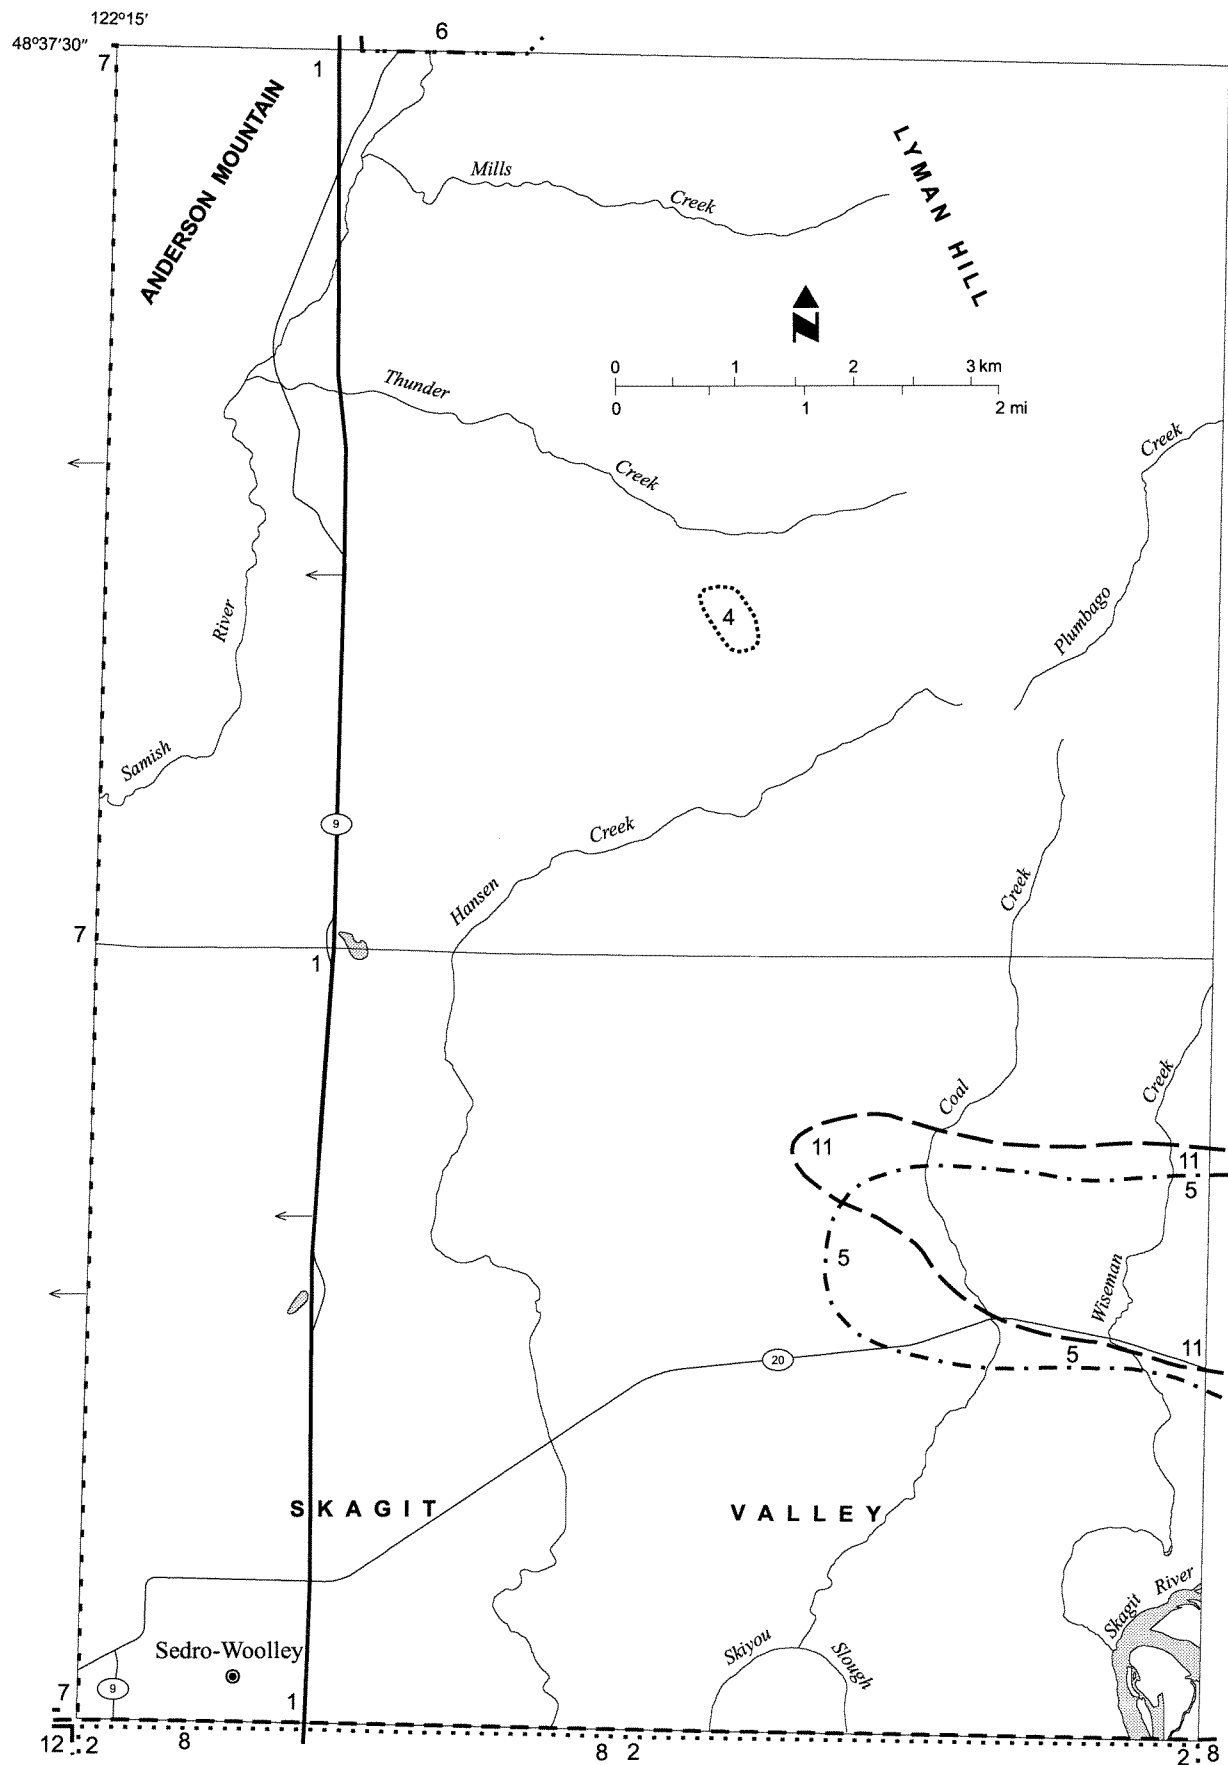 122°15′
48°37′30″
6
7
1
ANDERSON MOUNTAIN
LYMAN HILL
Mills
Creek
N
0 1 2 3 km
0 1 2 mi
Thunder
Creek
Creek
4
Plumbago
River
Samish
9
Creek
Hansen
Creek
7
1
Coal
Creek
11
11
5
5
Wiseman
20
5
11
SKAGIT VALLEY
Skagit River
Sedro-Woolley
Skiyou
Slough
9
7
1
12 2 8 8 2 2 8